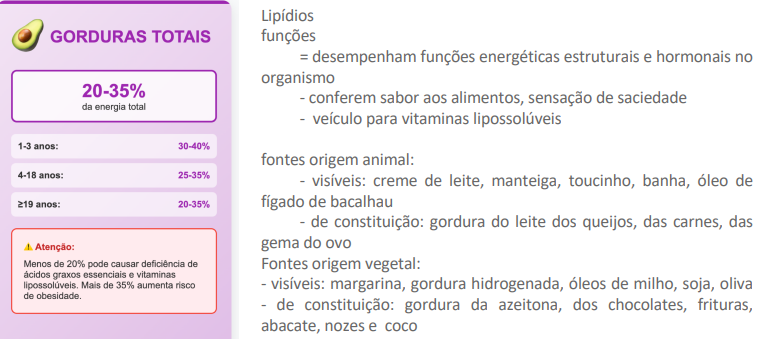 GORDURAS TOTAIS
20-35%
da energia total
1-3 anos: 30-40%
4-18 anos: 25-35%
≥19 anos: 20-35%
⚠️ Atenção:
Menos de 20% pode causar deficiência de
ácidos graxos essenciais e vitaminas
lipossolúveis. Mais de 35% aumenta risco
de obesidade.
Lipídios
funções
= desempenham funções energéticas estruturais e hormonais no
organismo
- conferem sabor aos alimentos, sensação de saciedade
- veículo para vitaminas lipossolúveis
fontes origem animal:
- visíveis: creme de leite, manteiga, toucinho, banha, óleo de
fígado de bacalhau
- de constituição: gordura do leite dos queijos, das carnes, das
gema do ovo
Fontes origem vegetal:
- visíveis: margarina, gordura hidrogenada, óleos de milho, soja, oliva
- de constituição: gordura da azeitona, dos chocolates, frituras,
abacate, nozes e coco